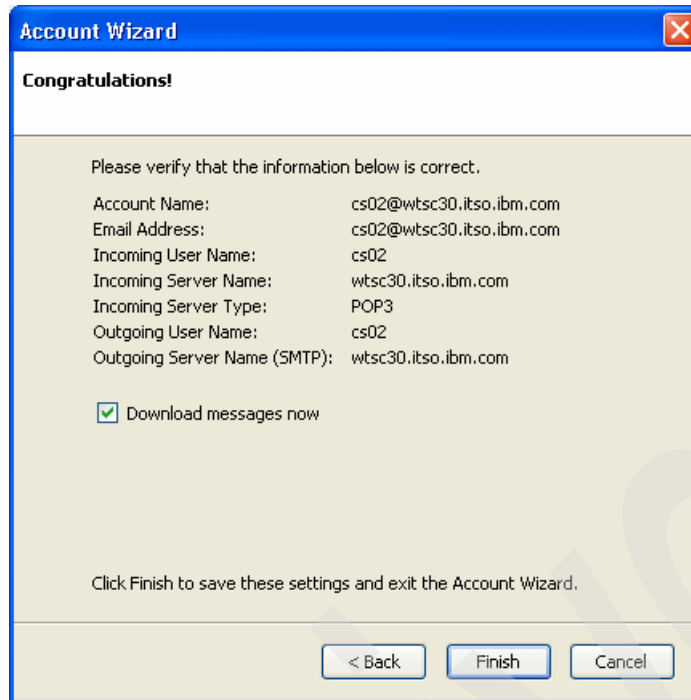 Account Wizard
Congratulations!
Please verify that the information below is correct.
Account Name: cs02@wtsc30.itso.ibm.com
Email Address: cs02@wtsc30.itso.ibm.com
Incoming User Name: cs02
Incoming Server Name: wtsc30.itso.ibm.com
Incoming Server Type: POP3
Outgoing User Name: cs02
Outgoing Server Name (SMTP): wtsc30.itso.ibm.com
Download messages now
Click Finish to save these settings and exit the Account Wizard.
< Back Finish Cancel